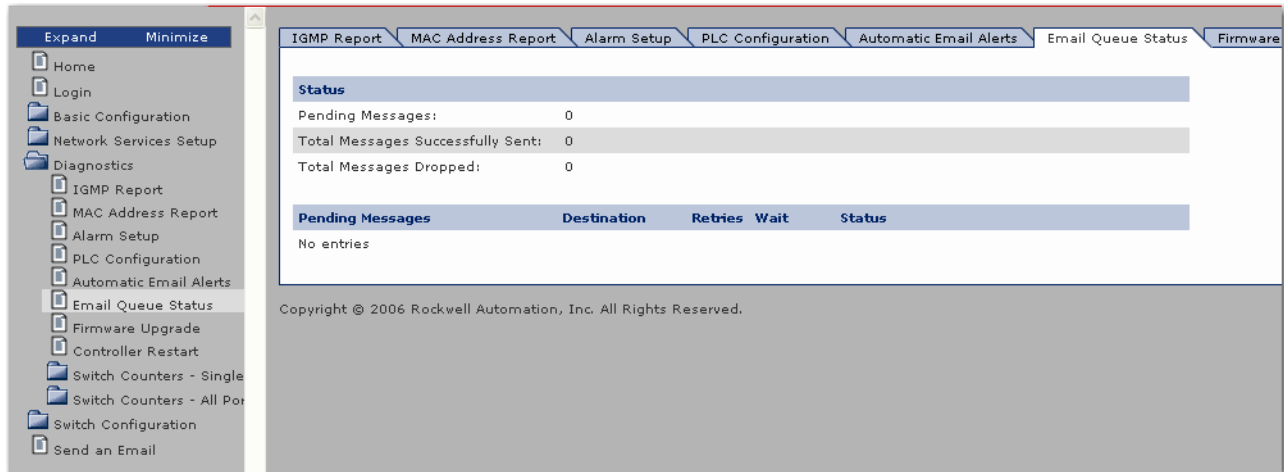 Expand Minimize
Home
Login
Basic Configuration
Network Services Setup
Diagnostics
IGMP Report
MAC Address Report
Alarm Setup
PLC Configuration
Automatic Email Alerts
Email Queue Status
Firmware Upgrade
Controller Restart
Switch Counters - Single
Switch Counters - All Por
Switch Configuration
Send an Email
IGMP Report MAC Address Report Alarm Setup PLC Configuration Automatic Email Alerts Email Queue Status Firmware
Status
Pending Messages: 0
Total Messages Successfully Sent: 0
Total Messages Dropped: 0
Pending Messages Destination Retries Wait Status
No entries
Copyright © 2006 Rockwell Automation, Inc. All Rights Reserved.